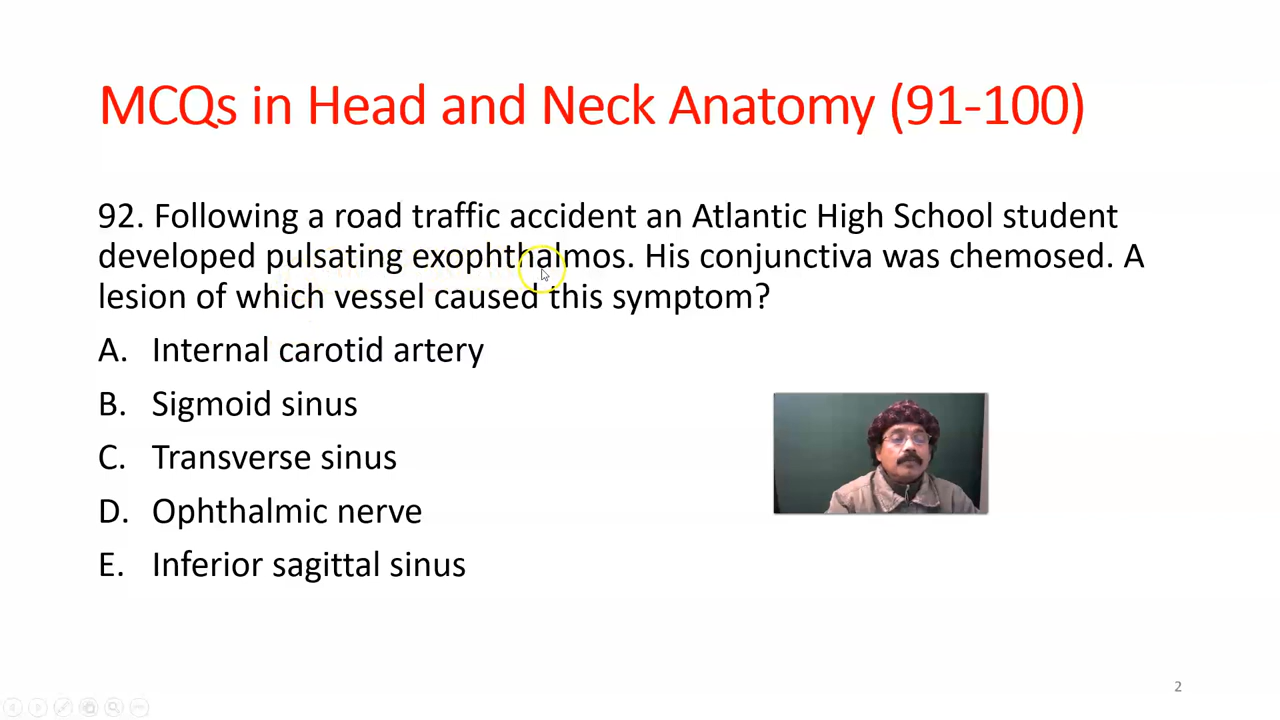 MCQs in Head and Neck Anatomy (91-100)
92. Following a road traffic accident an Atlantic High School student
developed pulsating exophthalmos. His conjunctiva was chemosed. A
lesion of which vessel caused this symptom?
A. Internal carotid artery
B. Sigmoid sinus
C. Transverse sinus
D. Ophthalmic nerve
E. Inferior sagittal sinus
2